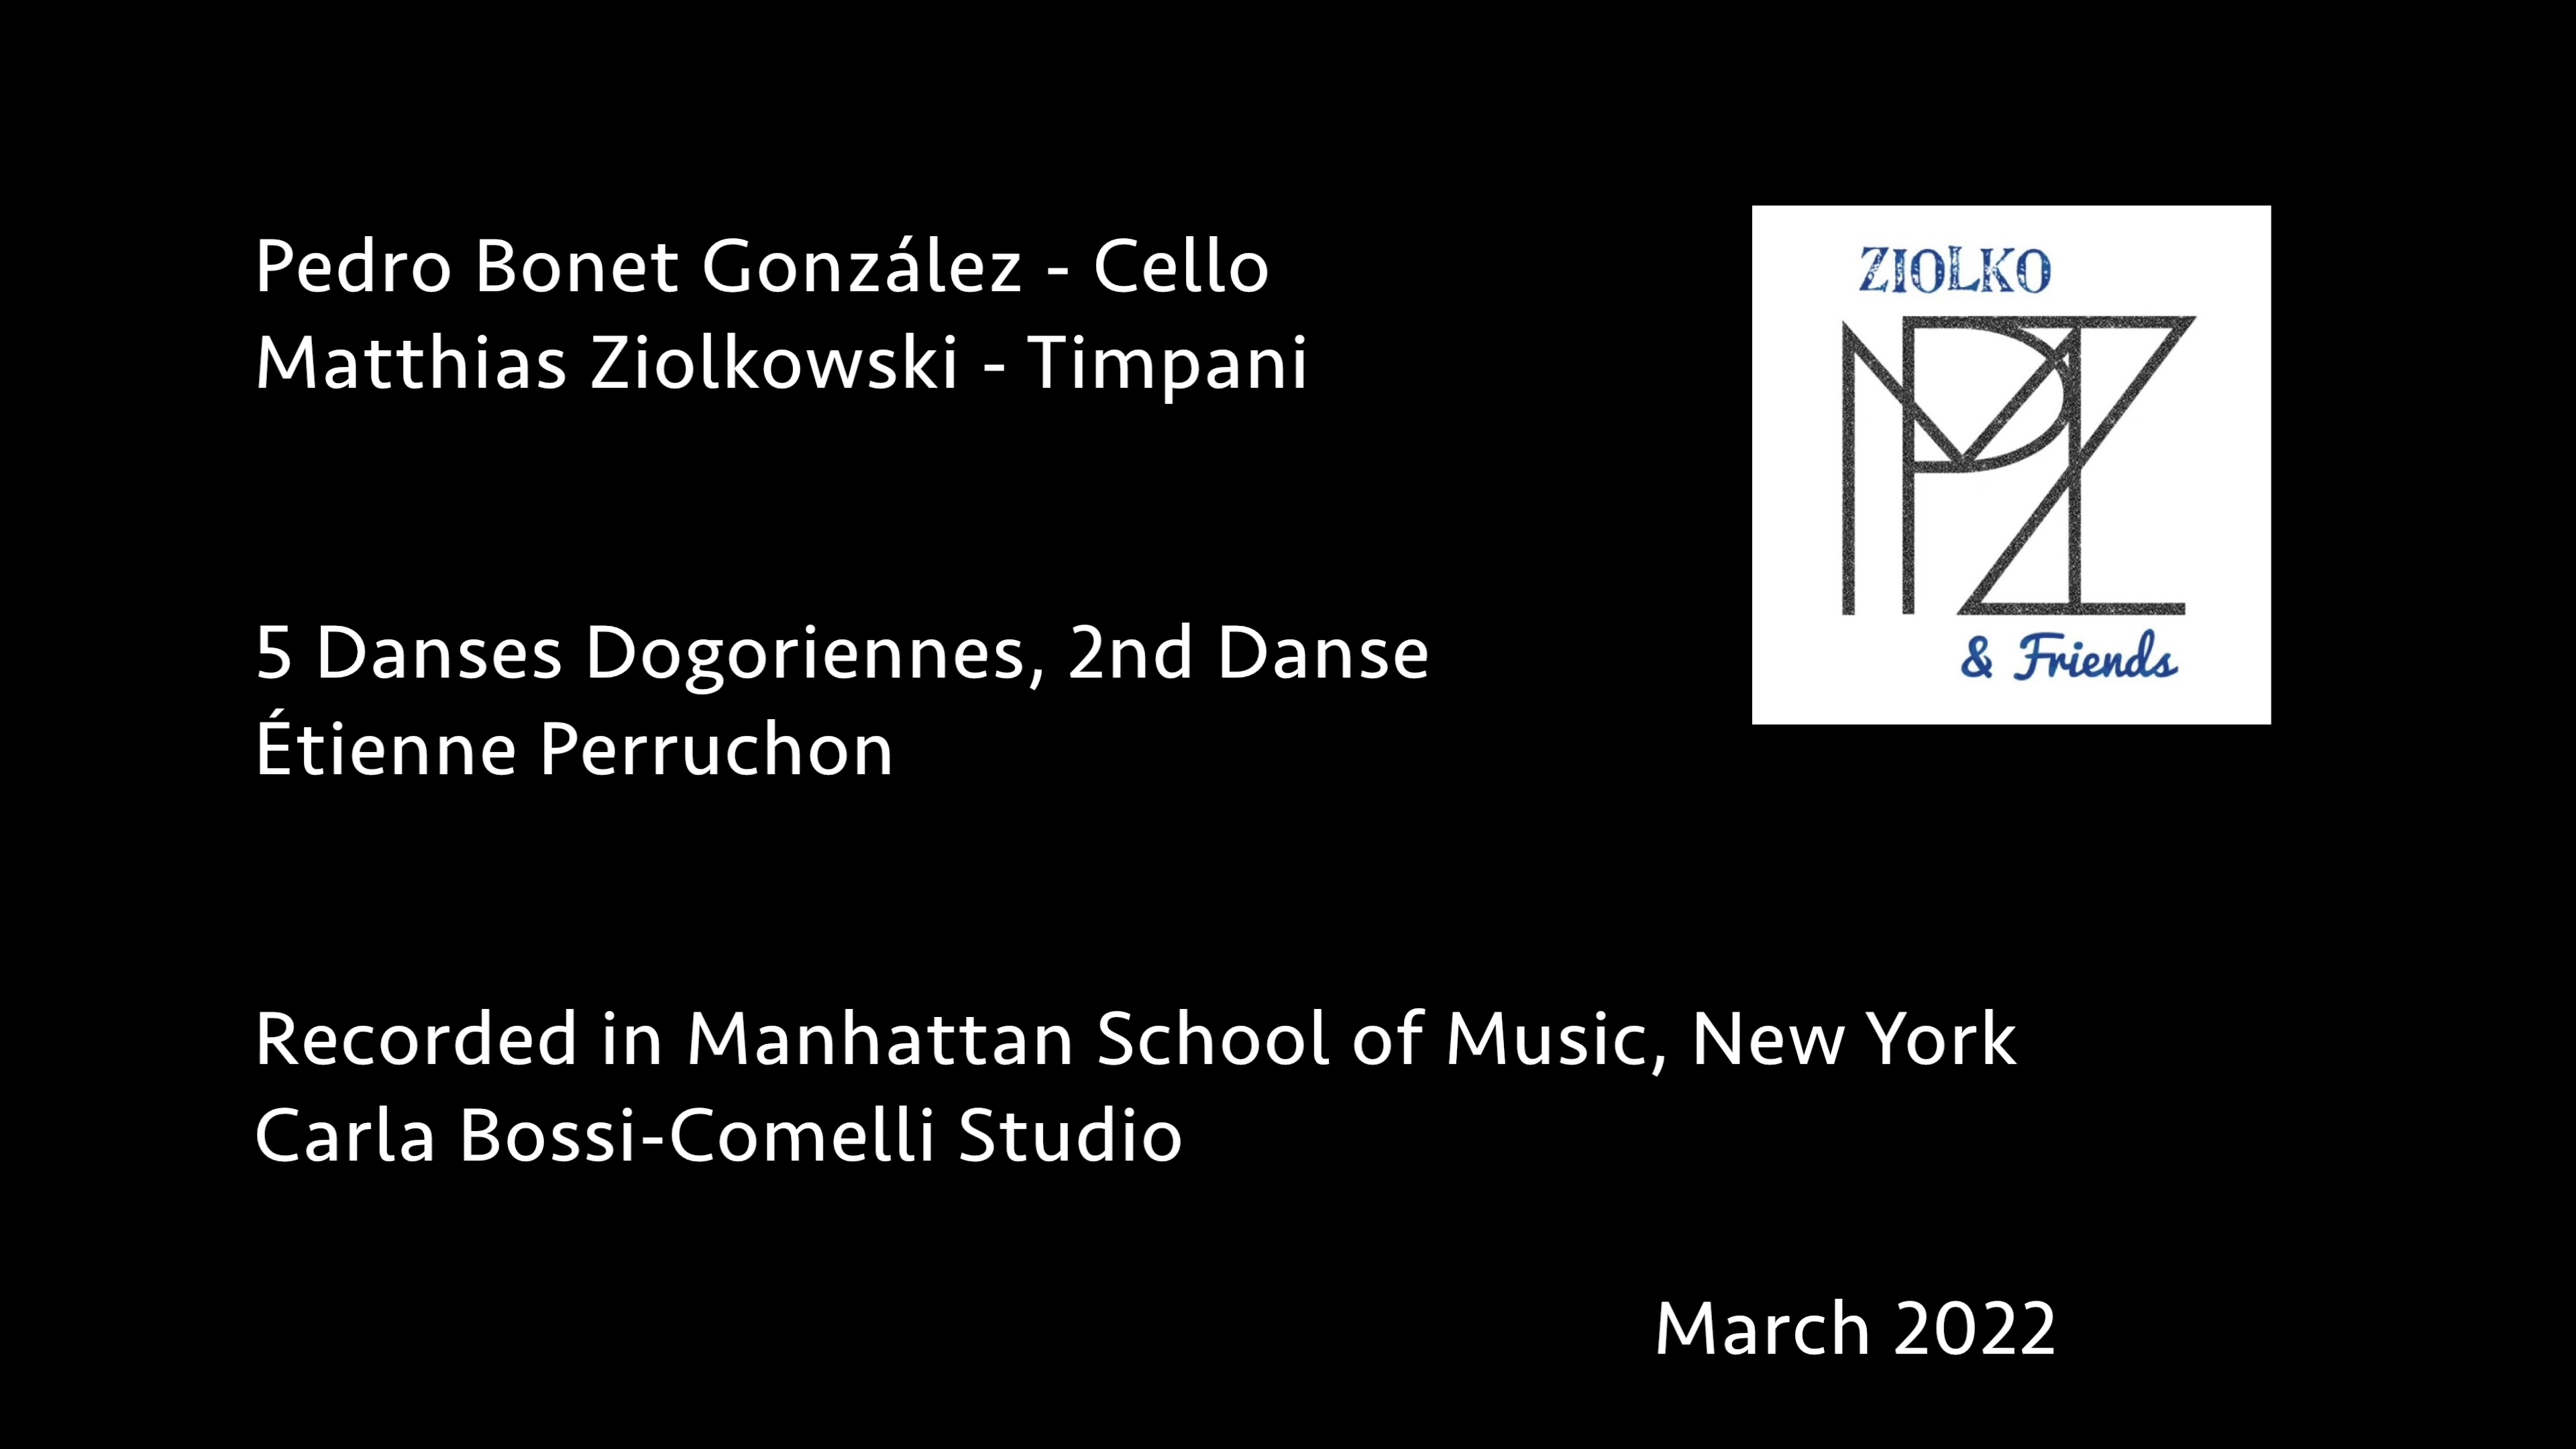 Pedro Bonet González - Cello
Matthias Ziolkowski - Timpani
ZIOLKO
MPZ
& Friends
5 Danses Dogoriennes, 2nd Danse
Étienne Perruchon
Recorded in Manhattan School of Music, New York
Carla Bossi-Comelli Studio
March 2022